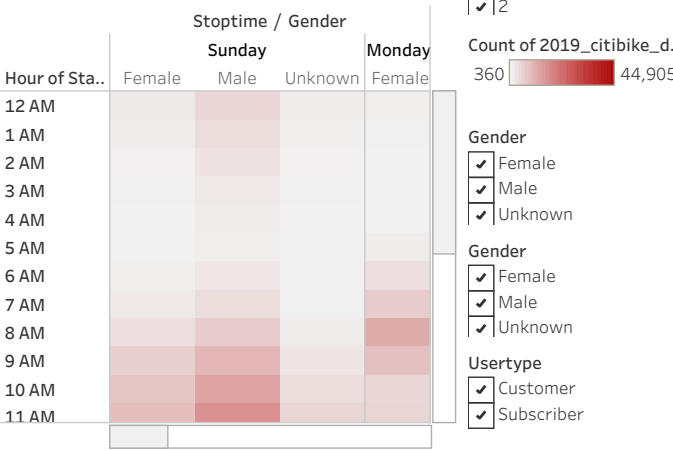 Stoptime / Gender
Sunday
Monday
Hour of Sta..
Female
Male
Unknown
Female
12 AM
1 AM
2 AM
3 AM
4 AM
5 AM
6 AM
7 AM
8 AM
9 AM
10 AM
11 AM
2
Count of 2019_citibike_d.
360
44,905
Gender
Female
Male
Unknown
Gender
Female
Male
Unknown
Usertype
Customer
Subscriber